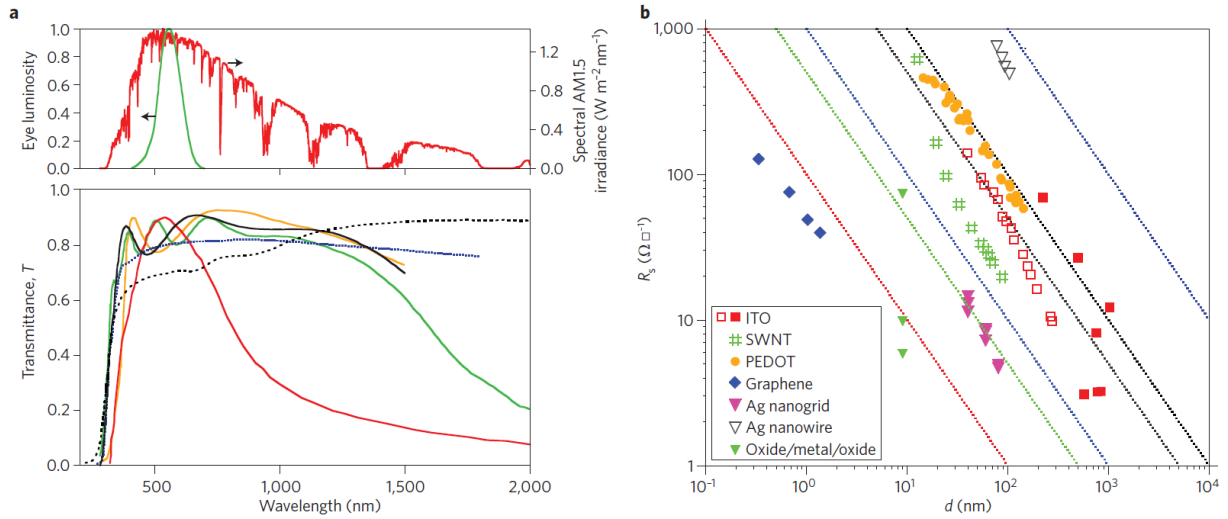 a
Eye luminosity
1.0
0.8
0.6
0.4
0.2
0.0
1.2
0.8
0.4
0
Spectral AM1.5
irradiance (W m⁻² nm⁻¹)
Transmittance, T
1.0
0.8
0.6
0.4
0.2
0.0
500
1,000
1,500
2,000
Wavelength (nm)
b
Rs (Ω □⁻¹)
1,000
100
10
1
ITO
SWNT
PEDOT
Graphene
Ag nanogrid
Ag nanowire
Oxide/metal/oxide
10⁻¹
10⁰
10¹
10²
10³
10⁴
d (nm)